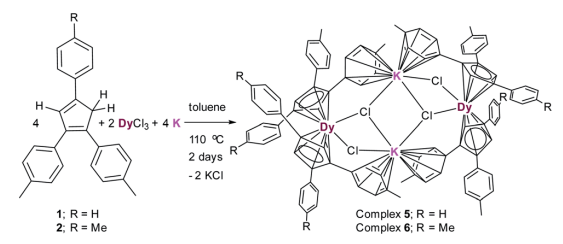 R
H
H
H
4
+ 2 DyCl3 + 4 K
toluene
110 ºC
2 days
- 2 KCl
1; R = H
2; R = Me
R
R
R
R
K
Cl
Cl
Dy
Dy
Cl
Cl
K
Complex 5: R = H
Complex 6: R = Me